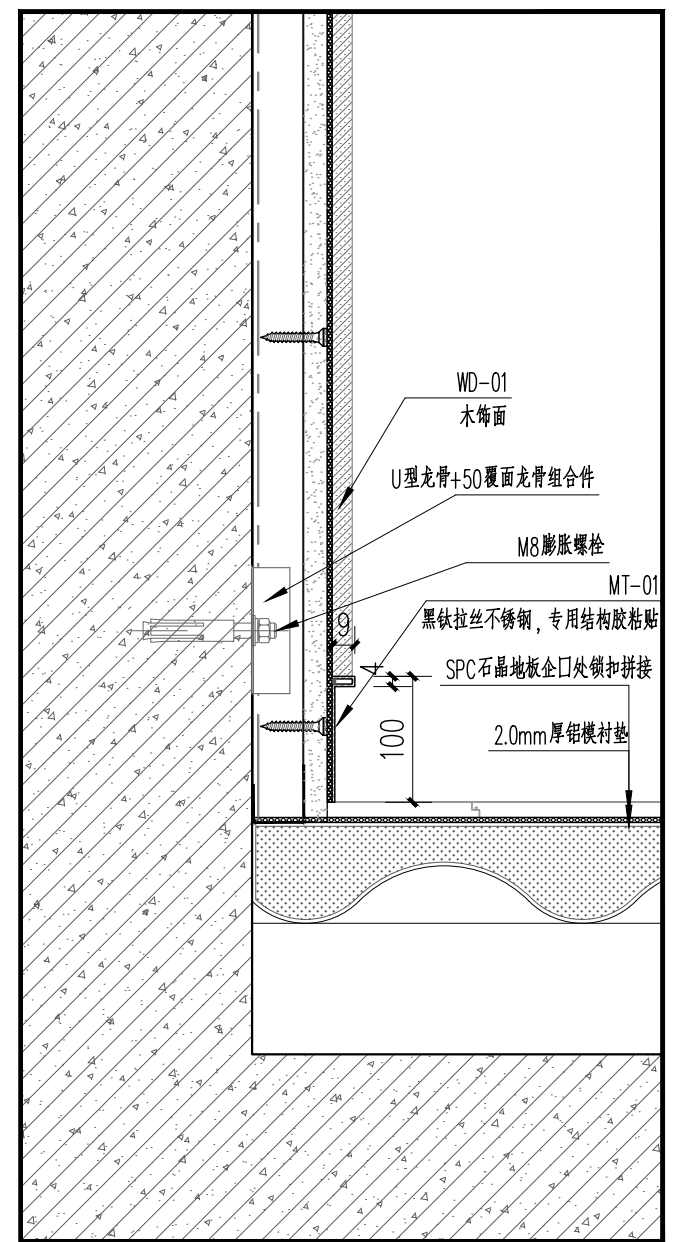 WD-01
木饰面
U型龙骨+50覆面龙骨组合件
M8膨胀螺栓
MT-01
黑钛拉丝不锈钢,专用结构胶粘贴
9
4
SPC石晶地板企口处锁扣拼接
100
2.0mm厚铝模衬垫